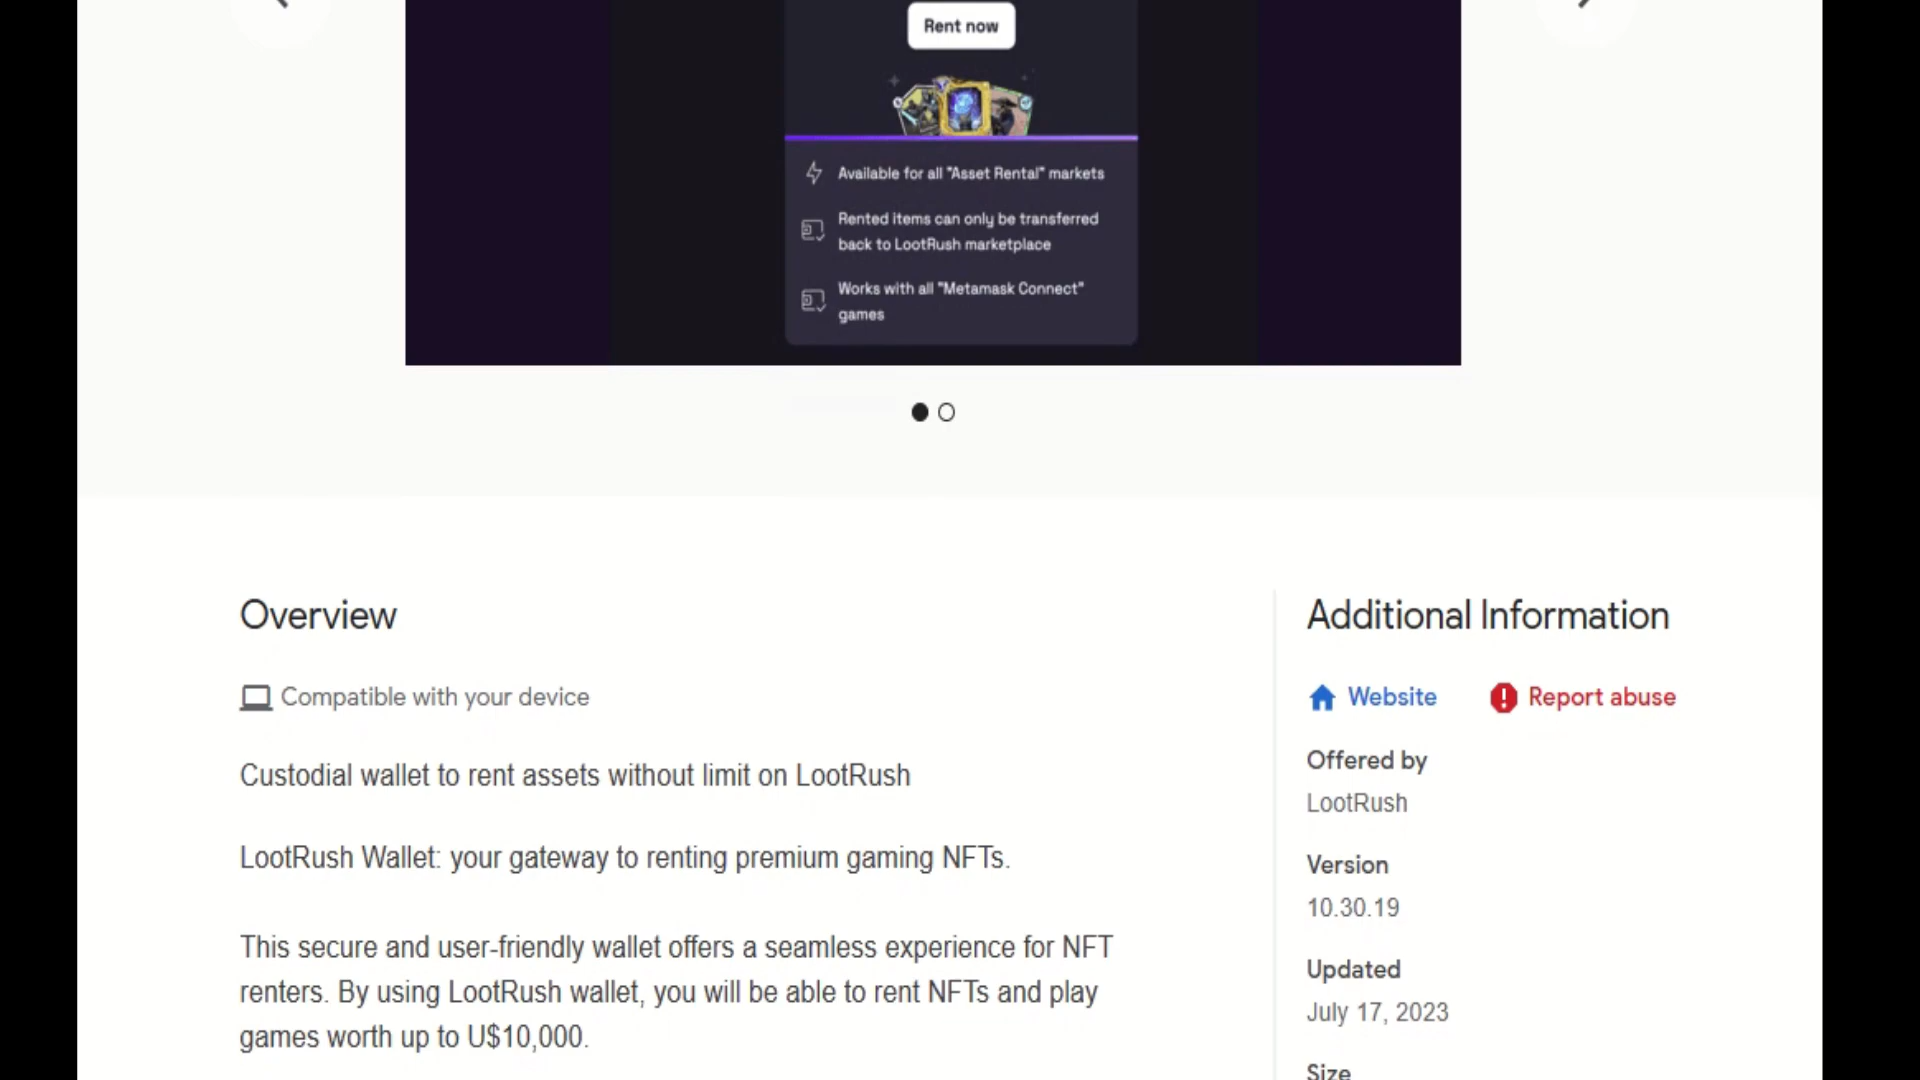 Rent now
Available for all "Asset Rental" markets
Rented items can only be transferred
back to LootRush marketplace
Works with all "Metamask Connect"
games
Overview
Compatible with your device
Custodial wallet to rent assets without limit on LootRush
LootRush Wallet: your gateway to renting premium gaming NFTs.
This secure and user-friendly wallet offers a seamless experience for NFT
renters. By using LootRush wallet, you will be able to rent NFTs and play
games worth up to U$10,000.
Additional Information
Website
Report abuse
Offered by
LootRush
Version
10.30.19
Updated
July 17, 2023
Size